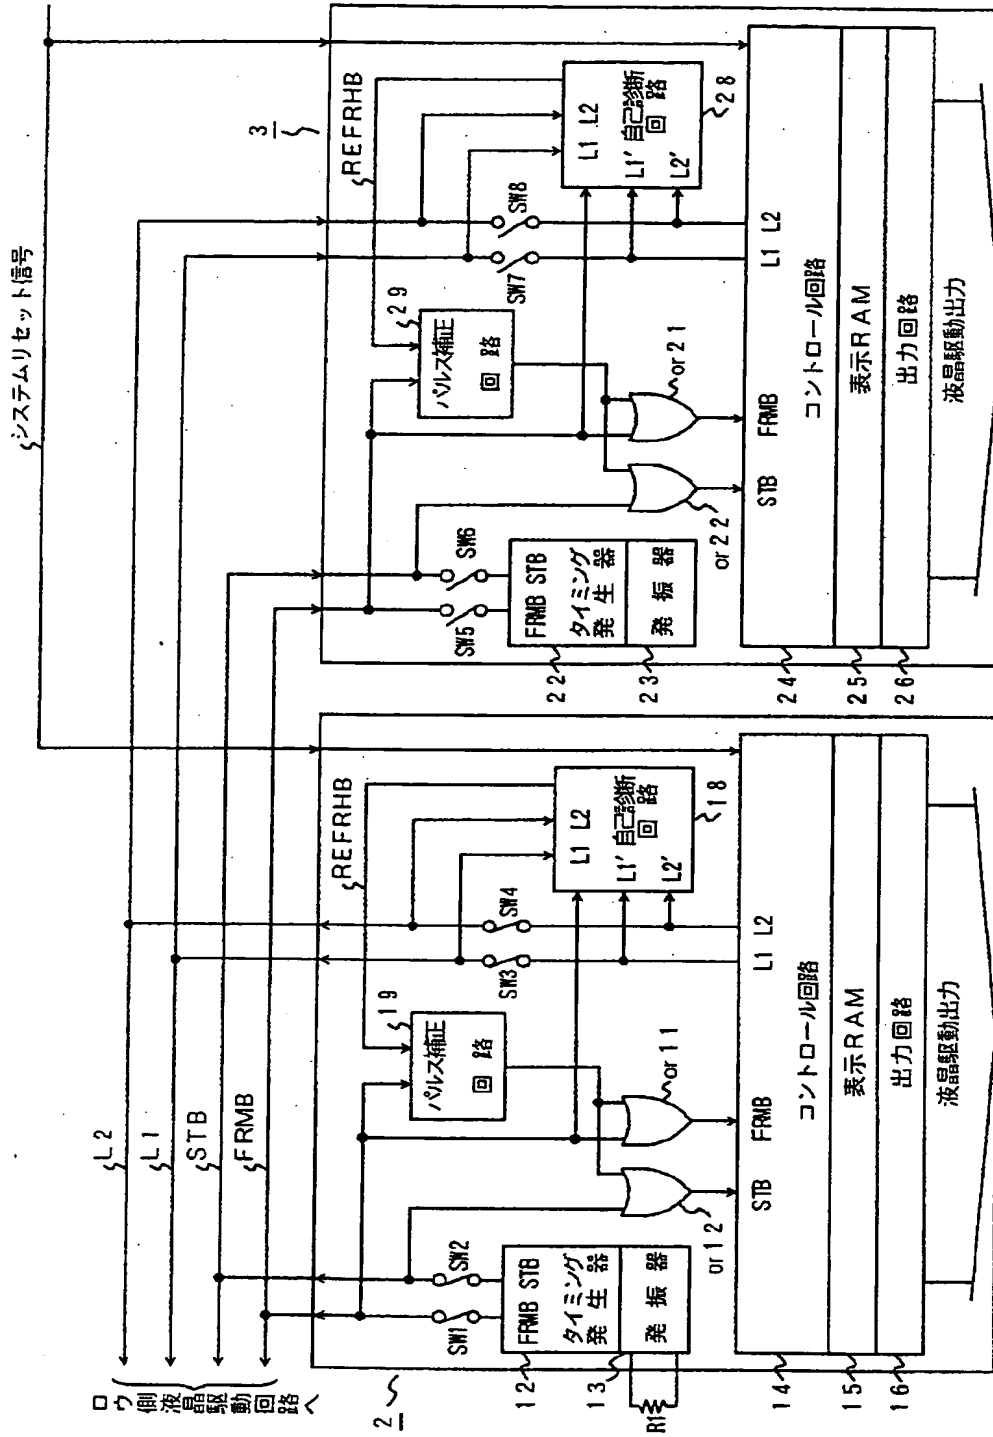 システムリセット信号
L2
L1
STB
FRMB
ロウ側液晶駆動回路へ
3
REFRHB
SW8
SW7
L1 L2
自己診断
回路
L1'
L2'
28
29
パルス補正
回路
SW6
SW5
FRMB STB
タイミング
発生器
発振器
22
23
or21
or22
STB
FRMB
L1 L2
コントロール回路
表示RAM
出力回路
液晶駆動出力
24
25
26
2
REFRHB
SW4
SW3
L1 L2
自己診断
回路
L1'
L2'
18
19
パルス補正
回路
SW2
SW1
FRMB STB
タイミング
発生器
発振器
12
13
R1
or11
or12
STB
FRMB
L1 L2
コントロール回路
表示RAM
出力回路
液晶駆動出力
14
15
16